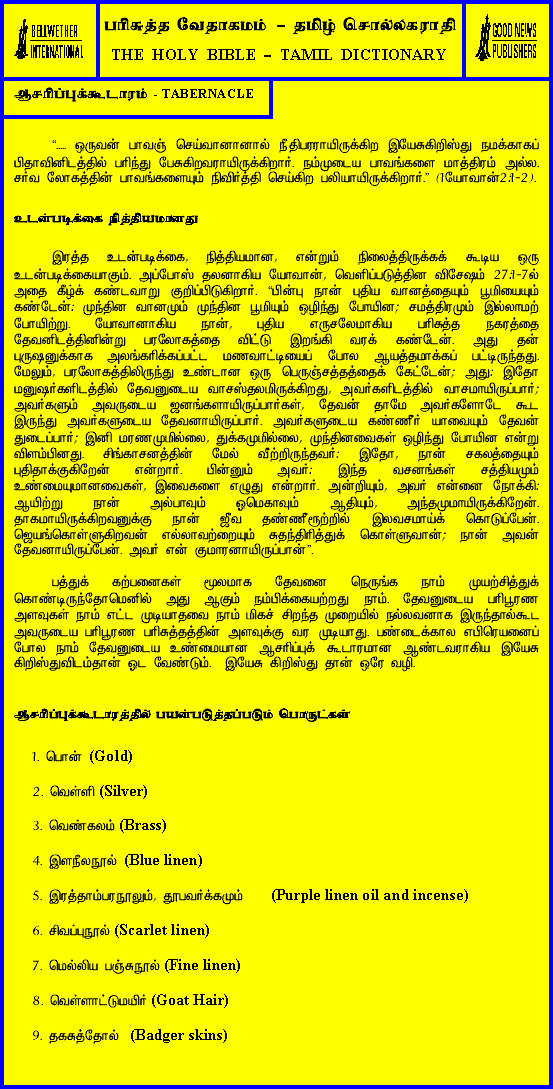 BELLWETHER
INTERNATIONAL
பரிசுத்த வேதாகமம் – தமிழ் சொல்லகராதி
THE HOLY BIBLE – TAMIL DICTIONARY
GOOD NEWS
PUBLISHERS
ஆசரிப்புக்கூடாரம் - TABERNACLE
“..... ஒருவன் பாவஞ் செய்வானானால் நீதிபரராயிருக்கிற இயேசுகிறிஸ்து நமக்காகப்
பிதாவினிடத்தில் பரிந்து பேசுகிறவராயிருக்கிறார். நம்முடைய பாவங்களை மாத்திரம் அல்ல.
சர்வ லோகத்தின் பாவங்களையும் நிவிர்த்தி செய்கிற பலியாயிருக்கிறார்.” (1யோவான்2:1-2).
உடன்படிக்கை நித்தியமானது
இரத்த உடன்படிக்கை, நித்தியமான, என்றும் நிலைத்திருக்கக் கூடிய ஒரு
உடன்படிக்கையாகும். அப்போஸ் தலனாகிய யோவான், வெளிப்படுத்தின விசேஷம் 27:1-7ல்
அதை கீழ்க் கண்டவாறு குறிப்பிடுகிறார். “பின்பு நான் புதிய வானத்தையும் பூமியையும்
கண்டேன்: முந்தின வானமும் முந்தின பூமியும் ஒழிந்து போயின; சமத்திரமும் இல்லாமற்
போயிற்று. யோவானாகிய நான், புதிய எருசலேமாகிய பரிசுத்த நகரத்தை
தேவனிடத்தினின்று பரலோகத்தை விட்டு இறங்கி வரக் கண்டேன். அது தன்
புருஷனுக்காக அலங்கரிக்கப்பட்ட மணவாட்டியைப் போல ஆயத்தமாக்கப் பட்டிருந்தது.
மேலும், பரலோகத்திலிருந்து உண்டான ஒரு பெருஞ்சத்தத்தைக் கேட்டேன்; அது: இதோ
மனுஷர்களிடத்தில் தேவனுடைய வாசஸ்தலமிருக்கிறது, அவர்களிடத்தில் வாசமாயிருப்பார்;
அவர்களும் அவருடைய ஜனங்களாயிருப்பார்கள், தேவன் தாமே அவர்களோடே கூட
இருந்து அவர்களுடைய தேவனாயிருப்பார். அவர்களுடைய கண்ணீர் யாவையும் தேவன்
துடைப்பார்; இனி மரணமுமில்லை, துக்கமுமில்லை, முந்தினவைகள் ஒழிந்து போயின என்று
விளம்பினது. சிங்காசனத்தின் மேல் வீற்றிருந்தவர்: இதோ, நான் சகலத்தையும்
புதிதாக்குகிறேன் என்றார். பின்னும் அவர்: இந்த வசனங்கள் சத்தியமும்
உண்மையுமானவைகள், இவைகளை எழுது என்றார். அன்றியும், அவர் என்னை நோக்கி:
ஆயிற்று நான் அல்பாவும் ஓமெகாவும் ஆதியும், அந்தமுமாயிருக்கிறேன்.
தாகமாயிருக்கிறவனுக்கு நான் ஜீவ தண்ணீரூற்றில் இலவசமாய்க் கொடுப்பேன்.
ஜெயங்கொள்ளுகிறவன் எல்லாவற்றையும் சுதந்திரித்துக் கொள்ளுவான்; நான் அவன்
தேவனாயிருப்பேன். அவர் என் குமாரனாயிருப்பான்”.
பத்துக் கற்பனைகள் மூலமாக தேவனை நெருங்க நாம் முயற்சித்துக்
கொண்டிருந்தோமெனில் அது ஆகும் நம்பிக்கையற்றது நாம். தேவனுடைய பரிபூரண
அளவுகள் நாம் எட்ட முடியாதவை நாம் மிகச் சிறந்த முறையில் நல்லவனாக இருந்தால்கூட
அவருடைய பரிபூரண பரிசுத்தத்தின் அளவுக்கு வர முடியாது. பண்டைக்கால எபிரெயனைப்
போல நாம் தேவனுடைய உண்மையான ஆசரிப்புக் கூடாரமான ஆண்டவராகிய இயேசு
கிறிஸ்துவிடம்தான் ஓட வேண்டும். இயேசு கிறிஸ்து தான் ஒரே வழி.
ஆசரிப்புக்கூடாரத்தில் பயன்படுத்தப்படும் பொருட்கள்
1. பொன் (Gold)
2. வெள்ளி (Silver)
3. வெண்கலம் (Brass)
4. இளநீலநூல் (Blue linen)
5. இரத்தாம்பரநூலும், தூபவர்க்கமும் (Purple linen oil and incense)
6. சிவப்புநூல் (Scarlet linen)
7. மெல்லிய பஞ்சுநூல் (Fine linen)
8. வெள்ளாட்டுமயிர் (Goat Hair)
9. தகசுத்தோல் (Badger skins)